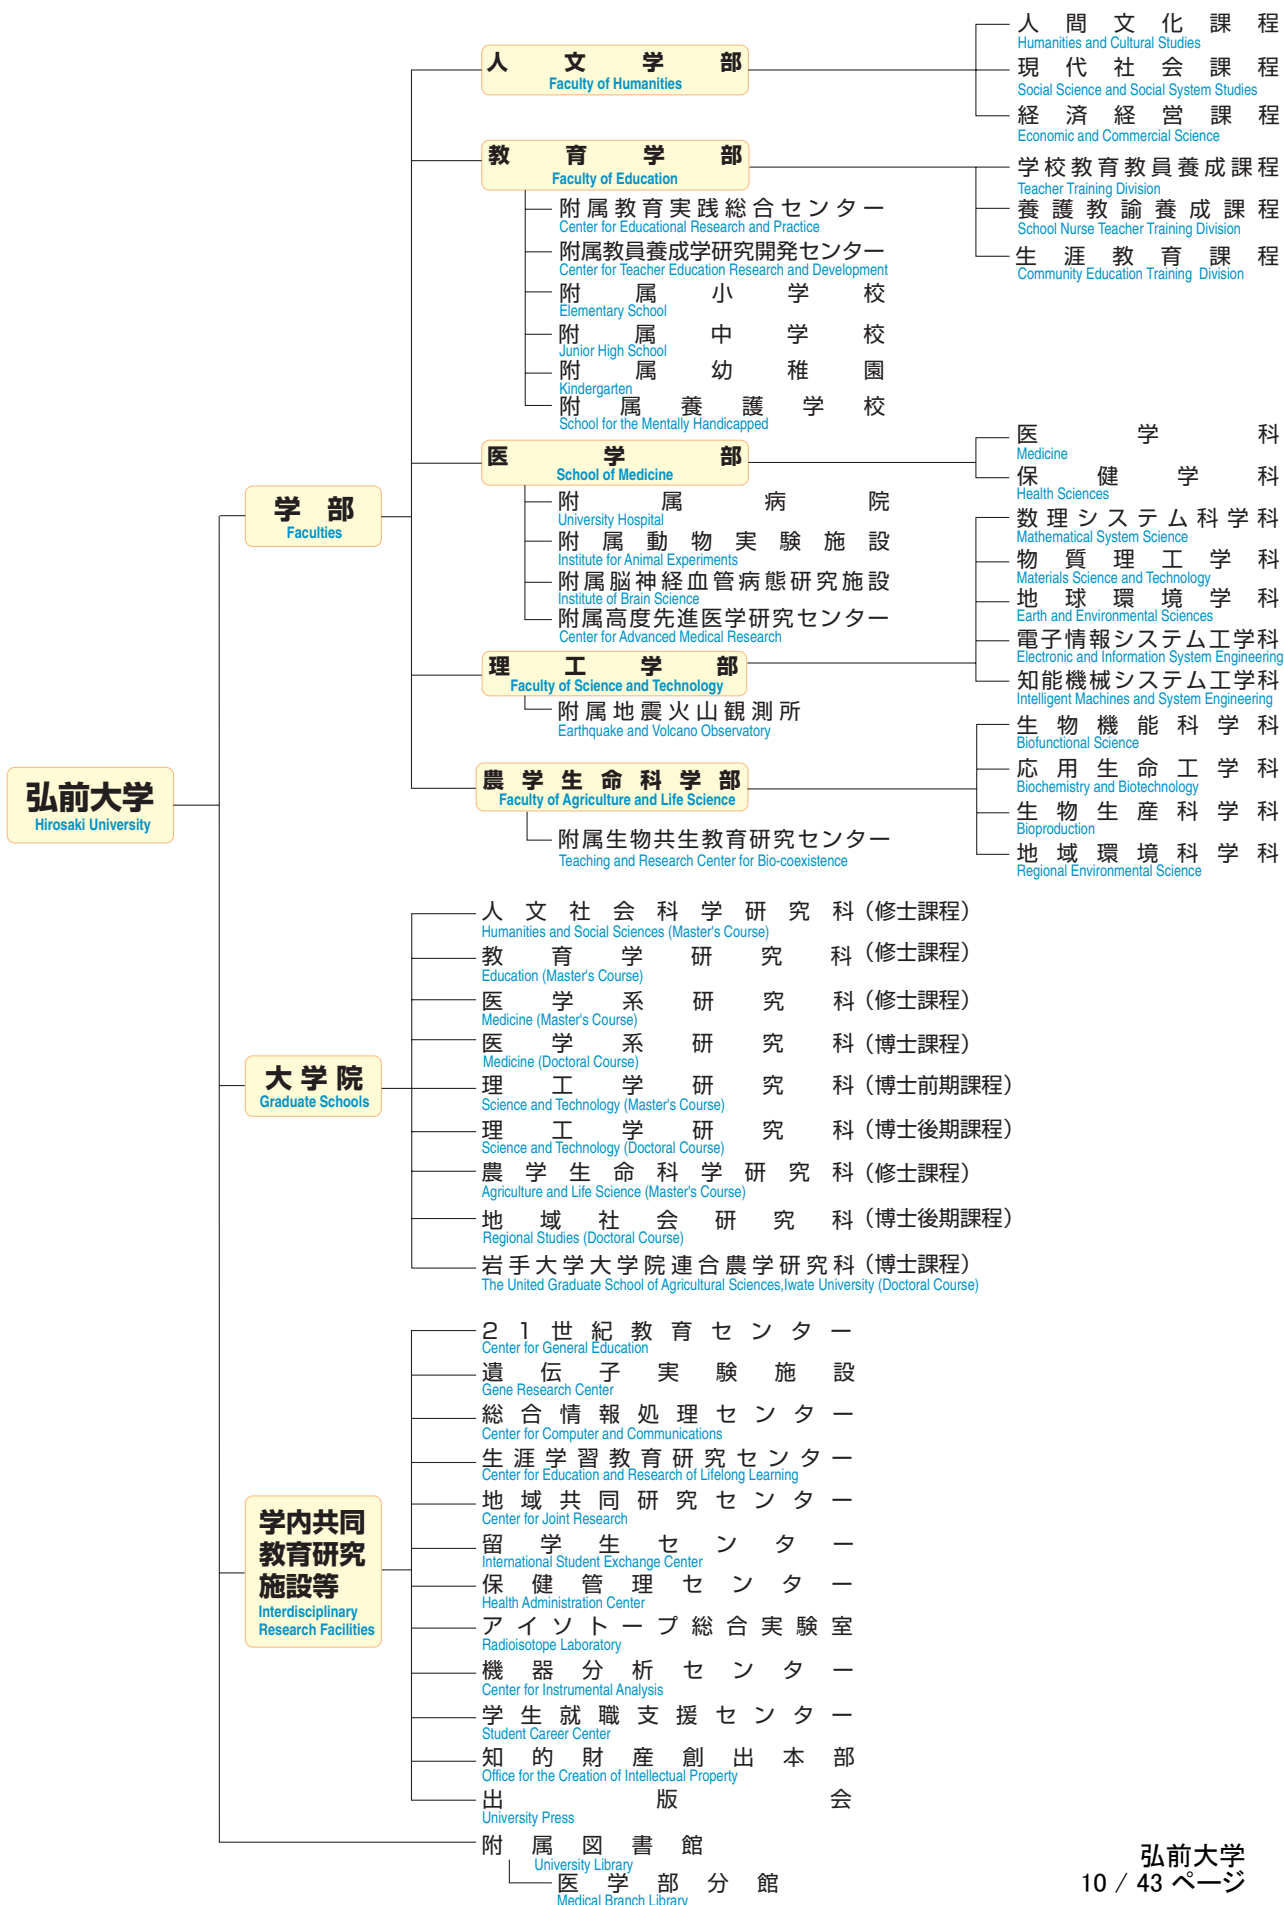 人文学部
Faculty of Humanities
人間文化課程
Humanities and Cultural Studies
現代社会課程
Social Science and Social System Studies
経済経営課程
Economic and Commercial Science
教育学部
Faculty of Education
学校教育教員養成課程
Teacher Training Division
養護教諭養成課程
School Nurse Teacher Training Division
生涯教育課程
Community Education Training Division
附属教育実践総合センター
Center for Educational Research and Practice
附属教員養成学研究開発センター
Center for Teacher Education Research and Development
附属小学校
Elementary School
附属中学校
Junior High School
附属幼稚園
Kindergarten
附属養護学校
School for the Mentally Handicapped
医学部
School of Medicine
医学科
Medicine
保健学科
Health Sciences
附属病院
University Hospital
附属動物実験施設
Institute for Animal Experiments
附属脳神経血管病態研究施設
Institute of Brain Science
附属高度先進医学研究センター
Center for Advanced Medical Research
学部
Faculties
理工学部
Faculty of Science and Technology
数理システム科学科
Mathematical System Science
物質理工学科
Materials Science and Technology
地球環境学科
Earth and Environmental Sciences
電子情報システム工学科
Electronic and Information System Engineering
知能機械システム工学科
Intelligent Machines and System Engineering
附属地震火山観測所
Earthquake and Volcano Observatory
農学生命科学部
Faculty of Agriculture and Life Science
生物機能科学科
Biofunctional Science
応用生命工学科
Biochemistry and Biotechnology
生物生産科学科
Bioproduction
地域環境科学科
Regional Environmental Science
附属生物共生教育研究センター
Teaching and Research Center for Bio-coexistence
弘前大学
Hirosaki University
大学院
Graduate Schools
人文社会科学研究科(修士課程)
Humanities and Social Sciences (Master's Course)
教育学研究科(修士課程)
Education (Master's Course)
医学系研究科(修士課程)
Medicine (Master's Course)
医学系研究科(博士課程)
Medicine (Doctoral Course)
理工学研究科(博士前期課程)
Science and Technology (Master's Course)
理工学研究科(博士後期課程)
Science and Technology (Doctoral Course)
農学生命科学研究科(修士課程)
Agriculture and Life Science (Master's Course)
地域社会研究科(博士後期課程)
Regional Studies (Doctoral Course)
岩手大学大学院連合農学研究科(博士課程)
The United Graduate School of Agricultural Sciences,Iwate University (Doctoral Course)
学内共同
教育研究
施設等
Interdisciplinary
Research Facilities
21世紀教育センター
Center for General Education
遺伝子実験施設
Gene Research Center
総合情報処理センター
Center for Computer and Communications
生涯学習教育研究センター
Center for Education and Research of Lifelong Learning
地域共同研究センター
Center for Joint Research
留学生センター
International Student Exchange Center
保健管理センター
Health Administration Center
アイソトープ総合実験室
Radioisotope Laboratory
機器分析センター
Center for Instrumental Analysis
学生就職支援センター
Student Career Center
知的財産創出本部
Office for the Creation of Intellectual Property
出版会
University Press
附属図書館
University Library
医学部分館
Medical Branch Library
弘前大学
10 / 43 ページ